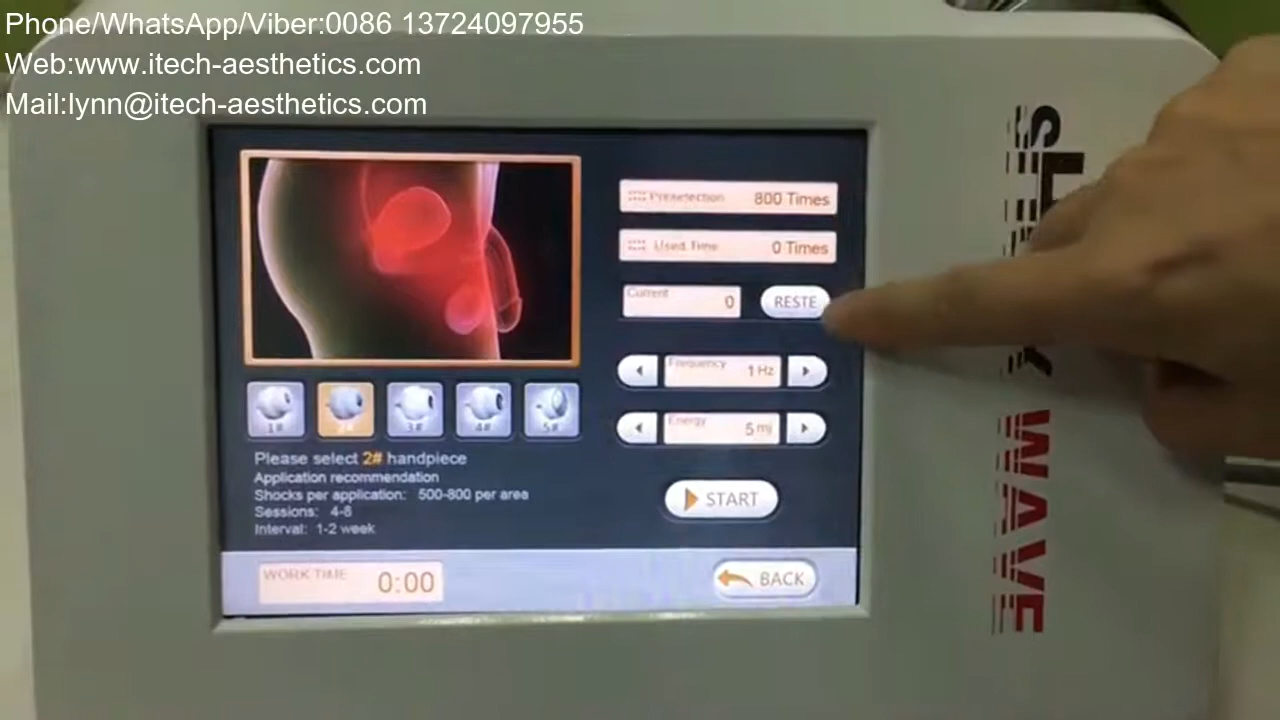 Phone/WhatsApp/Viber:0086 13724097955
Web:www.itech-aesthetics.com
Mail:lynn@itech-aesthetics.com
Preselection 800 Times
Used Time 0 Times
Current 0 RESTE
Frequency 1 Hz
Energy 5 mj
START
1# 2# 3# 4# 5#
Please select 2# handpiece
Application recommendation
Shocks per application: 500-800 per area
Sessions: 4-8
Interval: 1-2 week
WORK TIME 0:00
BACK
WAVE